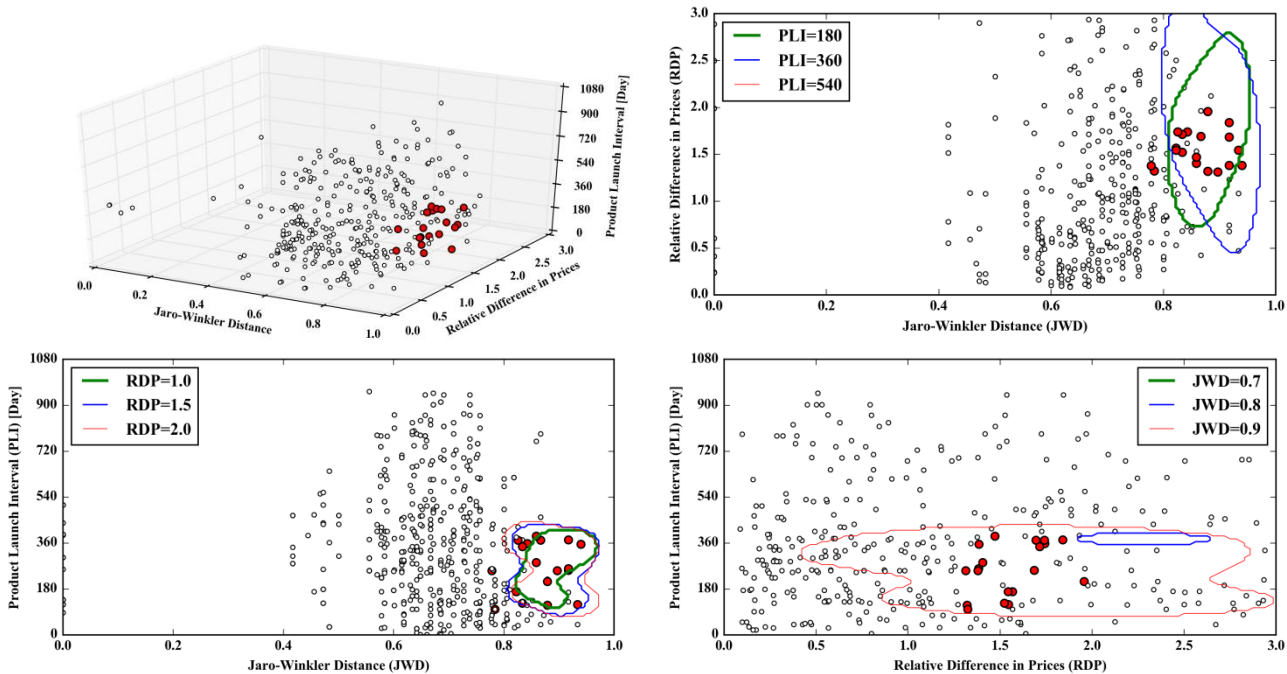 1080
900
720
540
360
180
0
Product Launch Interval [Day]
3.0
2.5
2.0
1.5
1.0
0.5
0.0
Relative Difference in Prices
0.0
0.2
0.4
0.6
0.8
1.0
Jaro-Winkler Distance
3.0
2.5
2.0
1.5
1.0
0.5
0.0
Relative Difference in Prices (RDP)
PLI=180
PLI=360
PLI=540
0.0 0.2 0.4 0.6 0.8 1.0
Jaro-Winkler Distance (JWD)
1080
900
720
540
360
180
0
Product Launch Interval (PLI) [Day]
RDP=1.0
RDP=1.5
RDP=2.0
0.0 0.2 0.4 0.6 0.8 1.0
Jaro-Winkler Distance (JWD)
1080
900
720
540
360
180
0
Product Launch Interval (PLI) [Day]
JWD=0.7
JWD=0.8
JWD=0.9
0.0 0.5 1.0 1.5 2.0 2.5 3.0
Relative Difference in Prices (RDP)